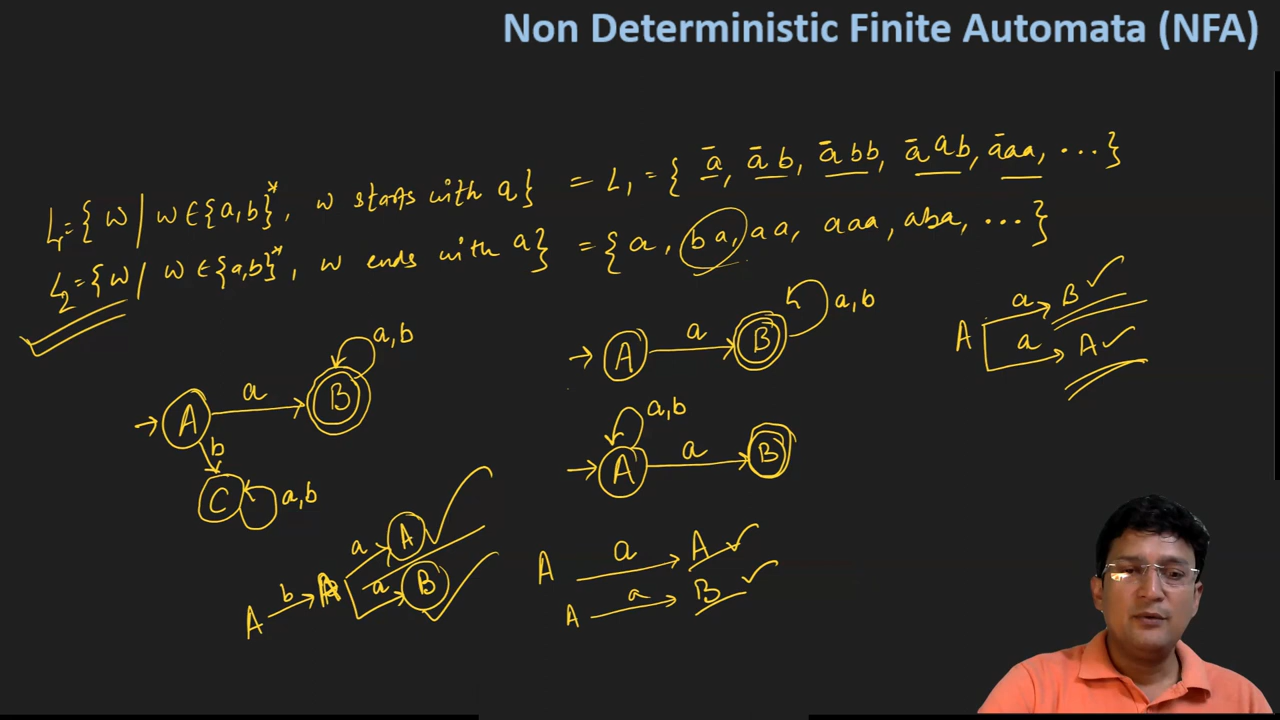 Non Deterministic Finite Automata (NFA)
L₁={ w / w ∈ {a,b}*, w starts with a} = L₁ = { a, ab, abb, aab, aaa, ...}
L₂={w / w ∈ {a,b}*, w ends with a} = {a, ba, aa, aaa, aba, ...}
A a B a,b
b
C a,b
A a B a,b
A a B
a A
a,b
A a B
A b A a A
a B
A a A
A a B